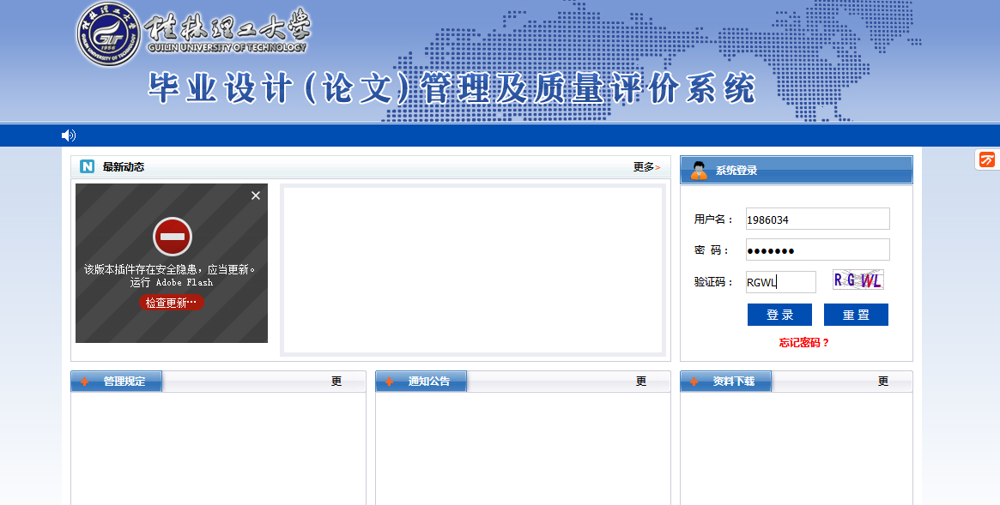 桂林理工大学
GUILIN UNIVERSITY OF TECHNOLOGY
毕业设计(论文)管理及质量评价系统
N 最新动态
更多>
系统登录
该版本插件存在安全隐患，应当更新。
运行 Adobe Flash
检查更新…
用户名： 1986034
密 码： ●●●●●●●
验证码： RGWL RGWL
登 录 重 置
忘记密码？
管理规定 更
通知公告 更
资料下载 更